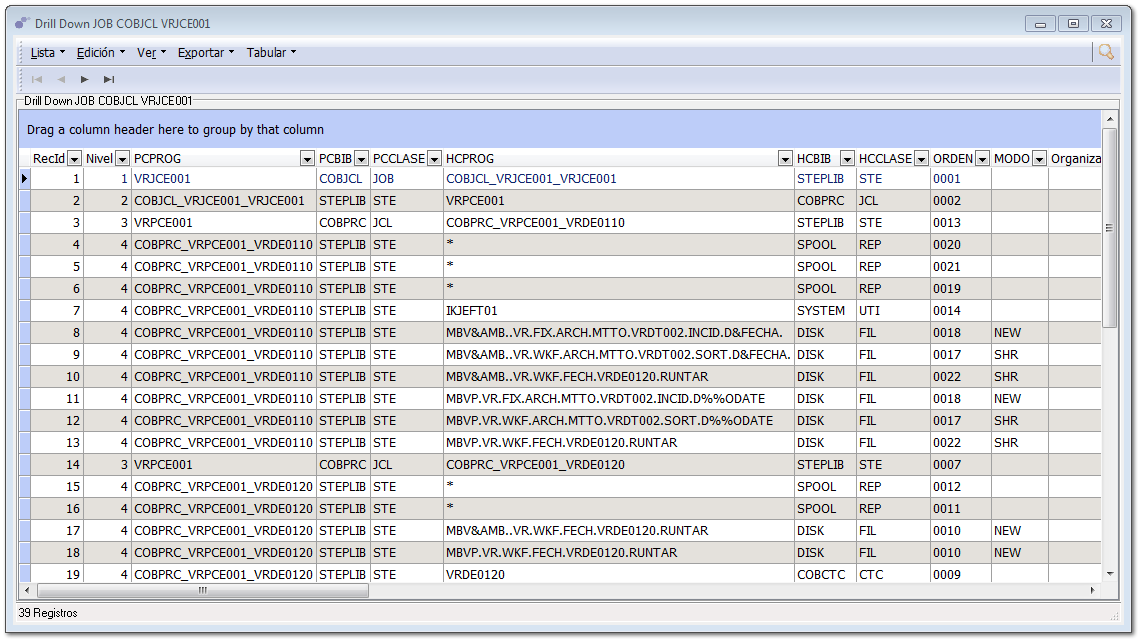 Drill Down JOB COBJCL VRJCE001
Lista Edición Ver Exportar Tabular
Drill Down JOB COBJCL VRJCE001
Drag a column header here to group by that column
RecId Nivel PCPROG PCBIB PCCLASE HCPROG HCBIB HCCLASE ORDEN MODO Organiza
1 1 VRJCE001 COBJCL JOB COBJCL_VRJCE001_VRJCE001 STEPLIB STE 0001
2 2 COBJCL_VRJCE001_VRJCE001 STEPLIB STE VRPCE001 COBPRC JCL 0002
3 3 VRPCE001 COBPRC JCL COBPRC_VRPCE001_VRDE0110 STEPLIB STE 0013
4 4 COBPRC_VRPCE001_VRDE0110 STEPLIB STE * SPOOL REP 0020
5 4 COBPRC_VRPCE001_VRDE0110 STEPLIB STE * SPOOL REP 0021
6 4 COBPRC_VRPCE001_VRDE0110 STEPLIB STE * SPOOL REP 0019
7 4 COBPRC_VRPCE001_VRDE0110 STEPLIB STE IKJEFT01 SYSTEM UTI 0014
8 4 COBPRC_VRPCE001_VRDE0110 STEPLIB STE MBV&AMB..VR.FIX.ARCH.MTTO.VRDT002.INCID.D&FECHA. DISK FIL 0018 NEW
9 4 COBPRC_VRPCE001_VRDE0110 STEPLIB STE MBV&AMB..VR.WKF.ARCH.MTTO.VRDT002.SORT.D&FECHA. DISK FIL 0017 SHR
10 4 COBPRC_VRPCE001_VRDE0110 STEPLIB STE MBV&AMB..VR.WKF.FECH.VRDE0120.RUNTAR DISK FIL 0022 SHR
11 4 COBPRC_VRPCE001_VRDE0110 STEPLIB STE MBVP.VR.FIX.ARCH.MTTO.VRDT002.INCID.D%%ODATE DISK FIL 0018 NEW
12 4 COBPRC_VRPCE001_VRDE0110 STEPLIB STE MBVP.VR.WKF.ARCH.MTTO.VRDT002.SORT.D%%ODATE DISK FIL 0017 SHR
13 4 COBPRC_VRPCE001_VRDE0110 STEPLIB STE MBVP.VR.WKF.FECH.VRDE0120.RUNTAR DISK FIL 0022 SHR
14 3 VRPCE001 COBPRC JCL COBPRC_VRPCE001_VRDE0120 STEPLIB STE 0007
15 4 COBPRC_VRPCE001_VRDE0120 STEPLIB STE * SPOOL REP 0012
16 4 COBPRC_VRPCE001_VRDE0120 STEPLIB STE * SPOOL REP 0011
17 4 COBPRC_VRPCE001_VRDE0120 STEPLIB STE MBV&AMB..VR.WKF.FECH.VRDE0120.RUNTAR DISK FIL 0010 NEW
18 4 COBPRC_VRPCE001_VRDE0120 STEPLIB STE MBVP.VR.WKF.FECH.VRDE0120.RUNTAR DISK FIL 0010 NEW
19 4 COBPRC_VRPCE001_VRDE0120 STEPLIB STE VRDE0120 COBCTC CTC 0009
39 Registros